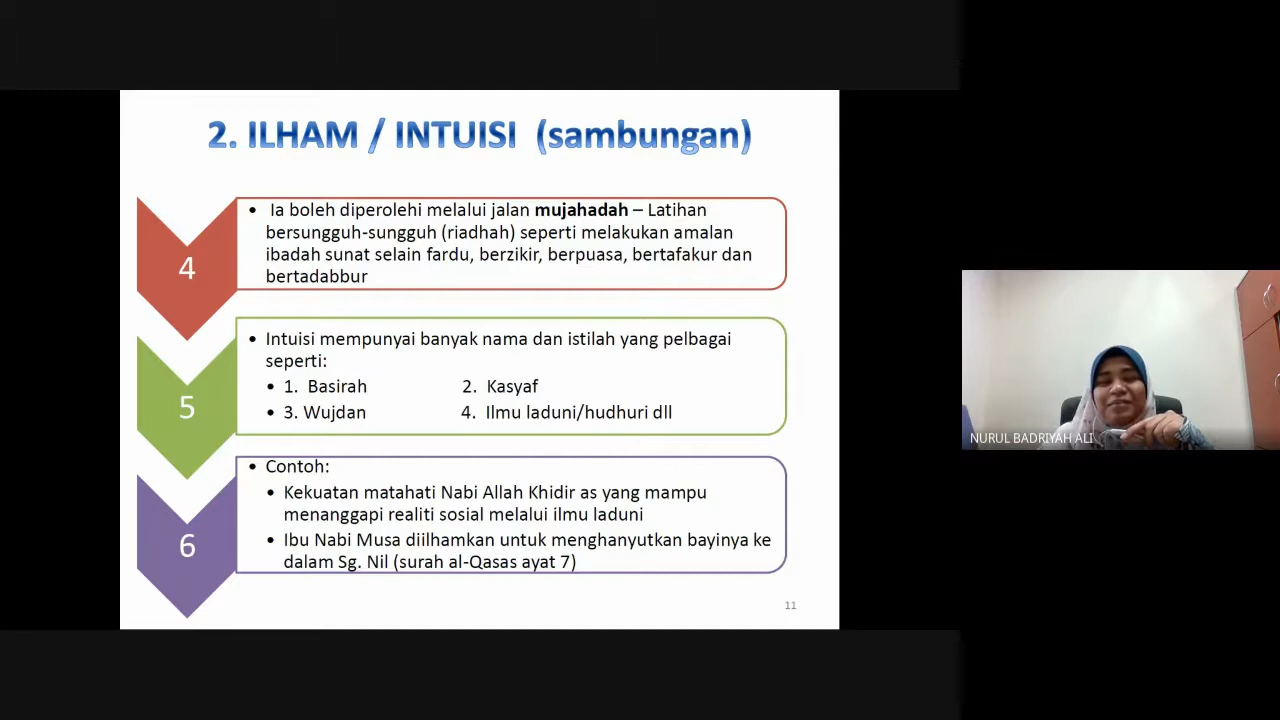 2. ILHAM / INTUISI (sambungan)
4
• Ia boleh diperolehi melalui jalan mujahadah – Latihan
bersungguh-sungguh (riadhah) seperti melakukan amalan
ibadah sunat selain fardu, berzikir, berpuasa, bertafakur dan
bertadabbur
5
• Intuisi mempunyai banyak nama dan istilah yang pelbagai
seperti:
• 1. Basirah 2. Kasyaf
• 3. Wujdan 4. Ilmu laduni/hudhuri dll
6
• Contoh:
• Kekuatan matahati Nabi Allah Khidir as yang mampu
menanggapi realiti sosial melalui ilmu laduni
• Ibu Nabi Musa diilhamkan untuk menghanyutkan bayinya ke
dalam Sg. Nil (surah al-Qasas ayat 7)
11
NURUL BADRIYAH ALI